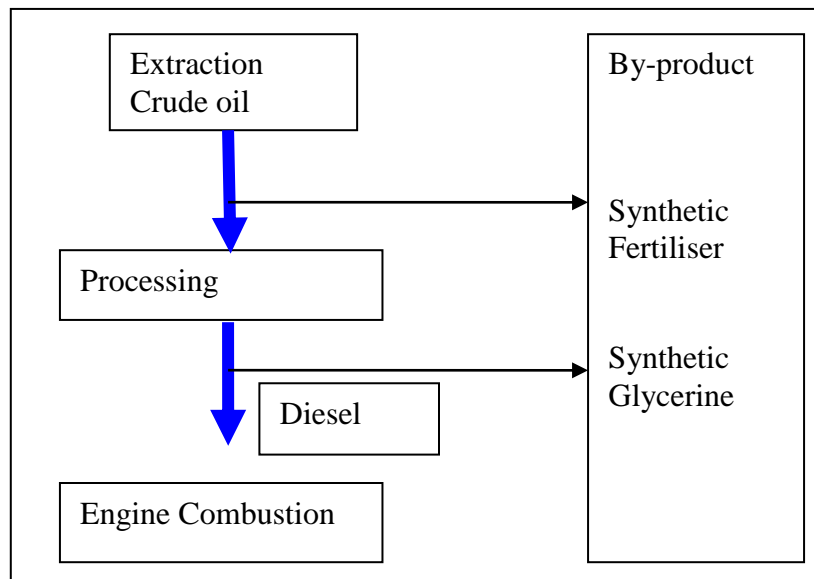 Extraction
Crude oil
Processing
Diesel
Engine Combustion
By-product
Synthetic
Fertiliser
Synthetic
Glycerine